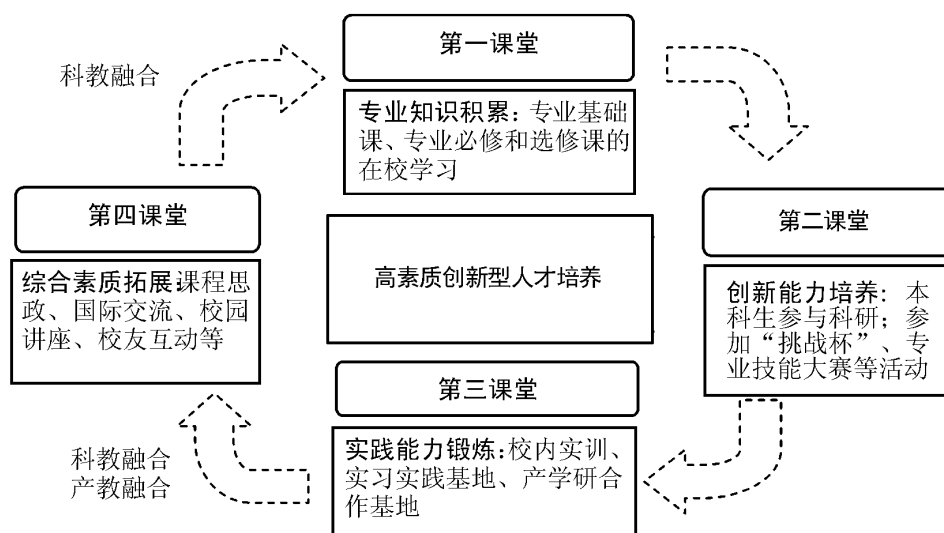 第一课堂
科教融合
专业知识积累：专业基础
课、专业必修和选修课的
在校学习
第四课堂
第二课堂
综合素质拓展：课程思
政、国际交流、校园
讲座、校友互动等
高素质创新型人才培养
创新能力培养：本
科生参与科研；参
加“挑战杯”、专
业技能大赛等活动
第三课堂
实践能力锻炼：校内实训、
实习实践基地、产学研合
作基地
科教融合
产教融合